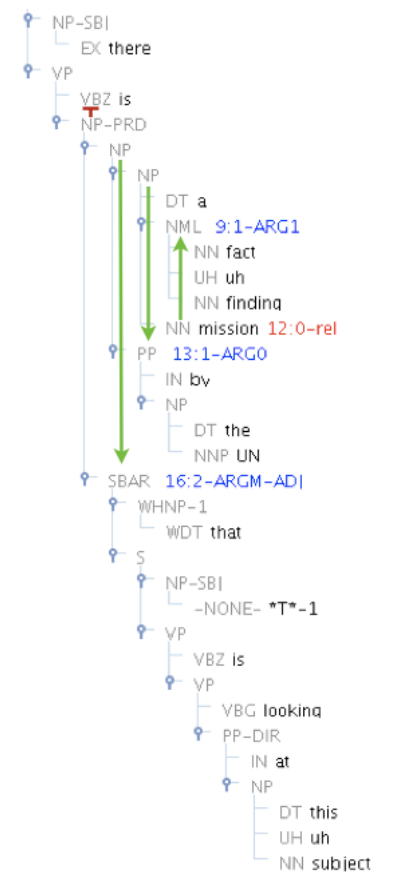 NP-SBJ
EX there
VP
VBZ is
NP-PRD
NP
NP
DT a
NML 9:1-ARG1
NN fact
UH uh
NN finding
NN mission 12:0-rel
PP 13:1-ARG0
IN by
NP
DT the
NNP UN
SBAR 16:2-ARGM-ADJ
WHNP-1
WDT that
S
NP-SBJ
-NONE- *T*-1
VP
VBZ is
VP
VBG looking
PP-DIR
IN at
NP
DT this
UH uh
NN subject